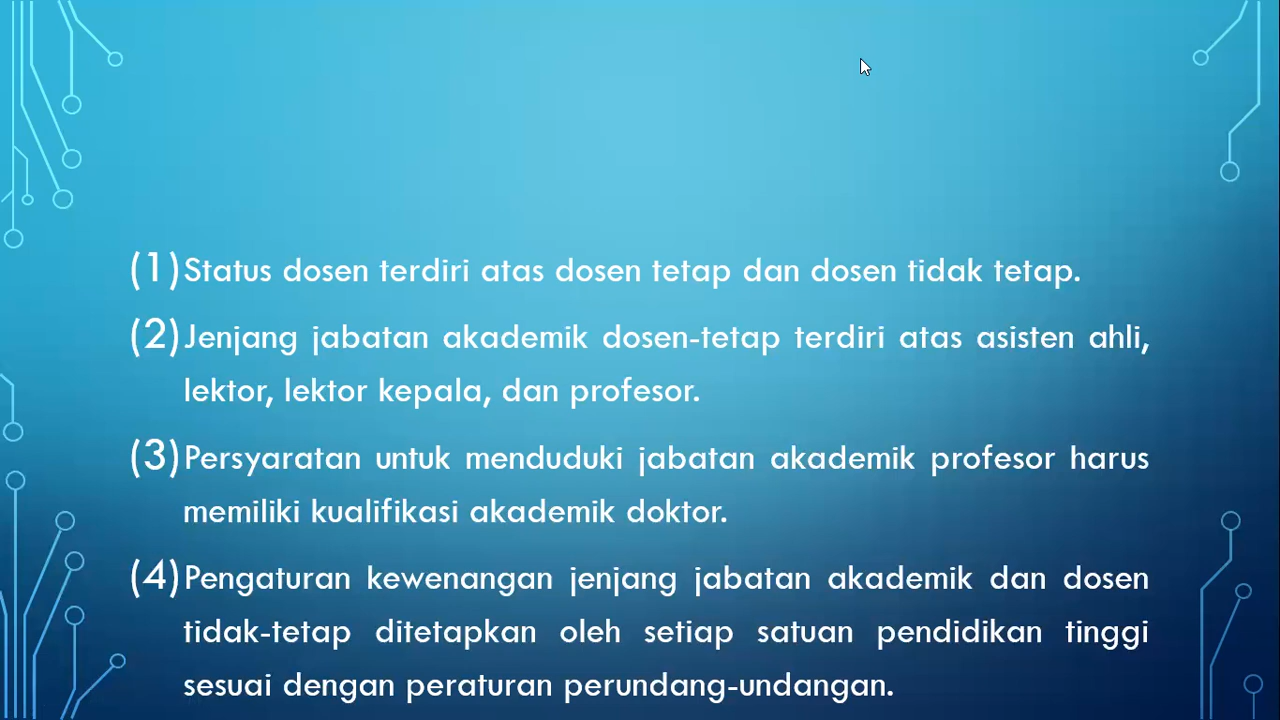 (1) Status dosen terdiri atas dosen tetap dan dosen tidak tetap.
(2) Jenjang jabatan akademik dosen-tetap terdiri atas asisten ahli,
lektor, lektor kepala, dan profesor.
(3) Persyaratan untuk menduduki jabatan akademik profesor harus
memiliki kualifikasi akademik doktor.
(4) Pengaturan kewenangan jenjang jabatan akademik dan dosen
tidak-tetap ditetapkan oleh setiap satuan pendidikan tinggi
sesuai dengan peraturan perundang-undangan.